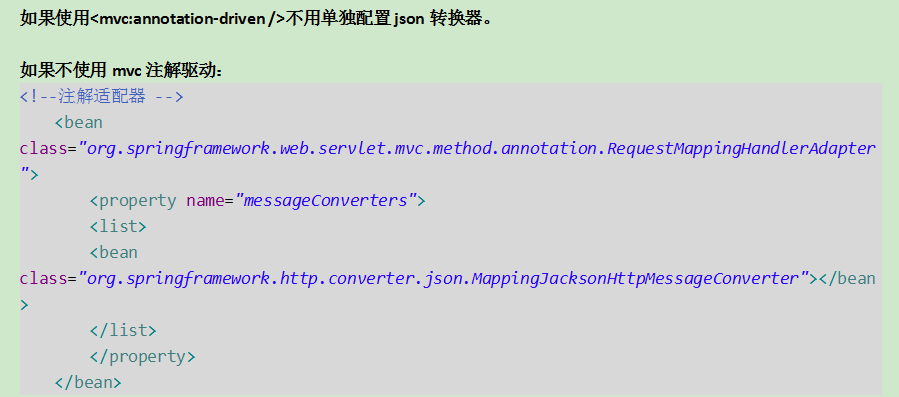 如果使用<mvc:annotation-driven />不用单独配置 json 转换器。
如果不使用 mvc 注解驱动：
<!--注解适配器 -->
<bean
class="org.springframework.web.servlet.mvc.method.annotation.RequestMappingHandlerAdapter
">
<property name="messageConverters">
<list>
<bean
class="org.springframework.http.converter.json.MappingJacksonHttpMessageConverter"></bean
>
</list>
</property>
</bean>